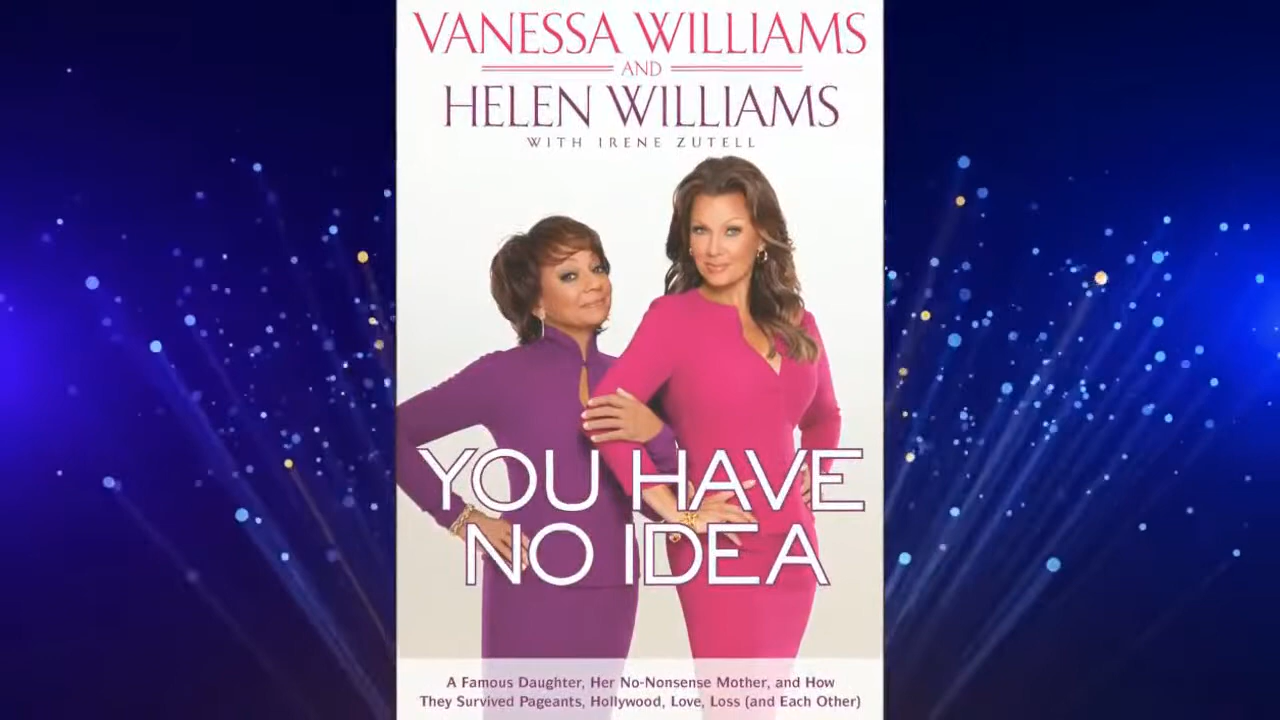 VANESSA WILLIAMS
AND
HELEN WILLIAMS
WITH IRENE ZUTELL
YOU HAVE
NO IDEA
A Famous Daughter, Her No-Nonsense Mother, and How
They Survived Pageants, Hollywood, Love, Loss (and Each Other)